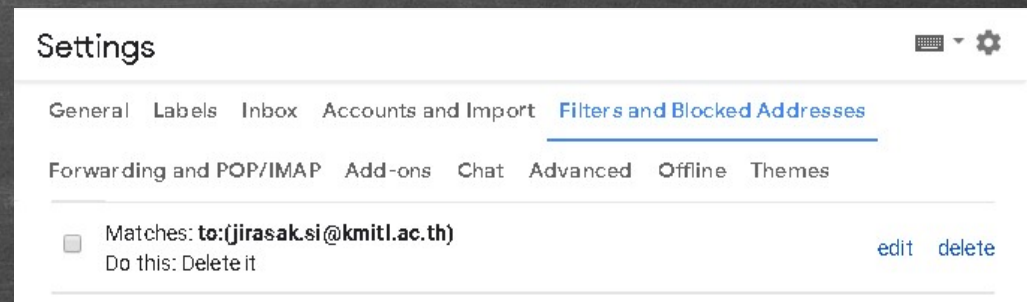 Settings
General Labels Inbox Accounts and Import Filters and Blocked Addresses
Forwarding and POP/IMAP Add-ons Chat Advanced Offline Themes
Matches: to:(jirasak.si@kmitl.ac.th)
Do this: Delete it
edit delete